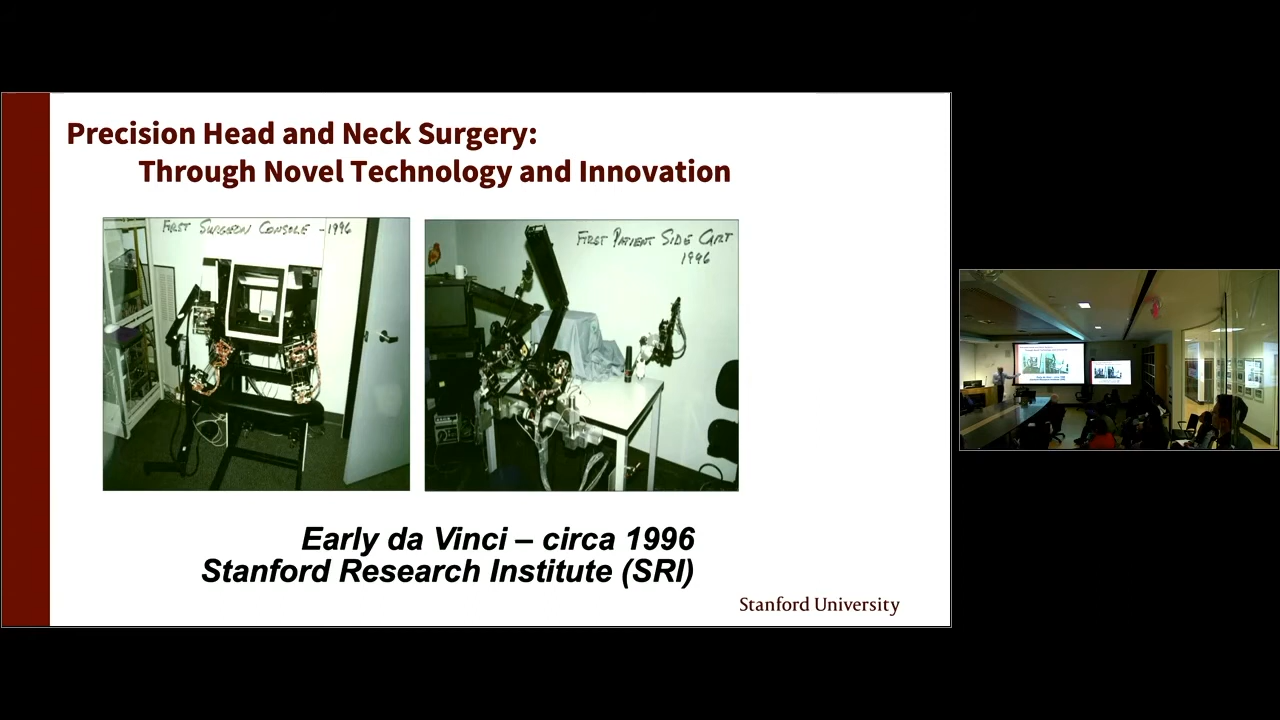 Precision Head and Neck Surgery:
Through Novel Technology and Innovation
FIRST SURGEON CONSOLE - 1996
FIRST PATIENT SIDE CART
1996
Early da Vinci – circa 1996
Stanford Research Institute (SRI)
Stanford University